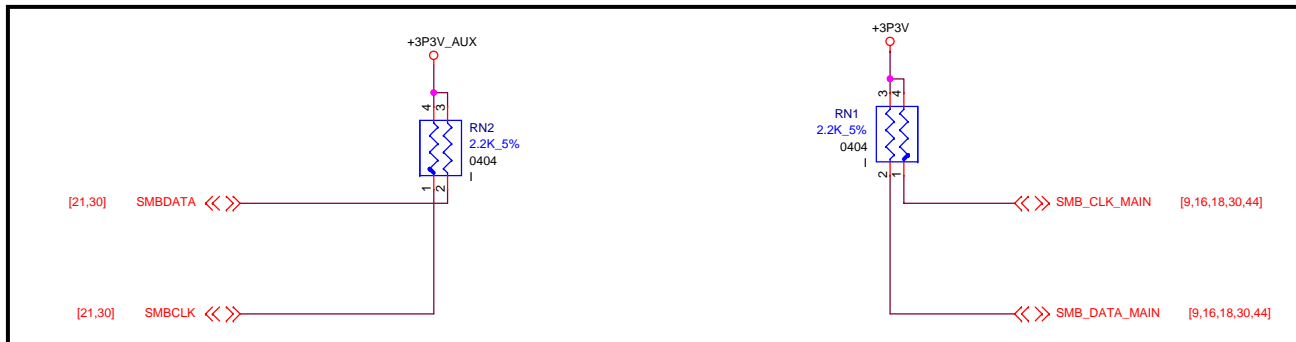 +3P3V_AUX
4 3
RN2
2.2K_5%
0404
I
1 2
[21,30] SMBDATA
[21,30] SMBCLK
+3P3V
3 4
RN1
2.2K_5%
0404
I
2 1
SMB_CLK_MAIN [9,16,18,30,44]
SMB_DATA_MAIN [9,16,18,30,44]